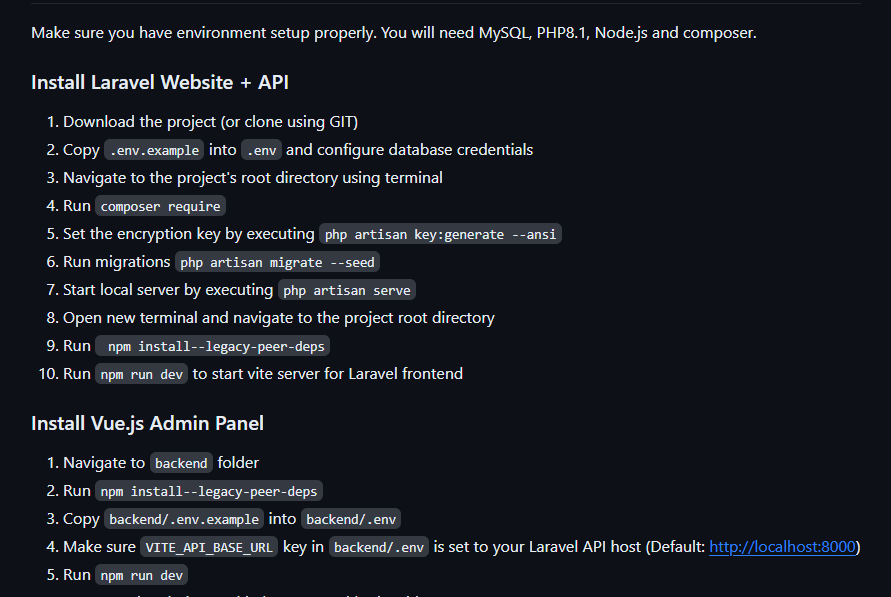 Make sure you have environment setup properly. You will need MySQL, PHP8.1, Node.js and composer.
Install Laravel Website + API
1. Download the project (or clone using GIT)
2. Copy .env.example into .env and configure database credentials
3. Navigate to the project's root directory using terminal
4. Run composer require
5. Set the encryption key by executing php artisan key:generate --ansi
6. Run migrations php artisan migrate --seed
7. Start local server by executing php artisan serve
8. Open new terminal and navigate to the project root directory
9. Run npm install--legacy-peer-deps
10. Run npm run dev to start vite server for Laravel frontend
Install Vue.js Admin Panel
1. Navigate to backend folder
2. Run npm install--legacy-peer-deps
3. Copy backend/.env.example into backend/.env
4. Make sure VITE_API_BASE_URL key in backend/.env is set to your Laravel API host (Default: http://localhost:8000)
5. Run npm run dev